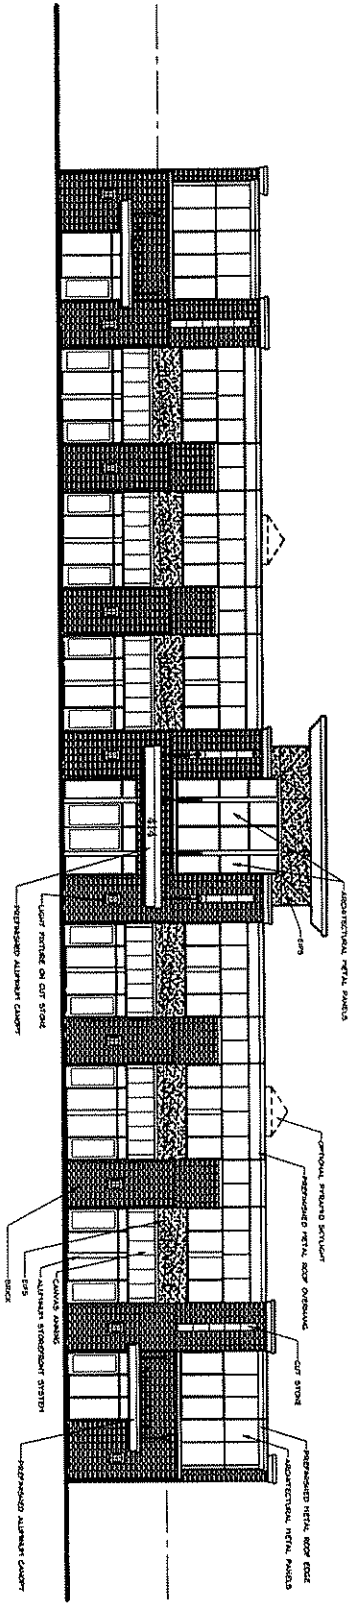 ARCHITECTURAL METAL PANELS
EIFS
OPTIONAL PYRAMID SKYLIGHT
PREFINISHED METAL ROOF OVERHANG
CUT STONE
PREFINISHED METAL ROOF EDGE
ARCHITECTURAL METAL PANELS
414
PREFINISHED ALUMINUM CANOPY
LIGHT FIXTURE ON CUT STONE
BRICK
EIFS
ALUMINUM STOREFRONT SYSTEM
CANVAS AWNING
PREFINISHED ALUMINUM CANOPY